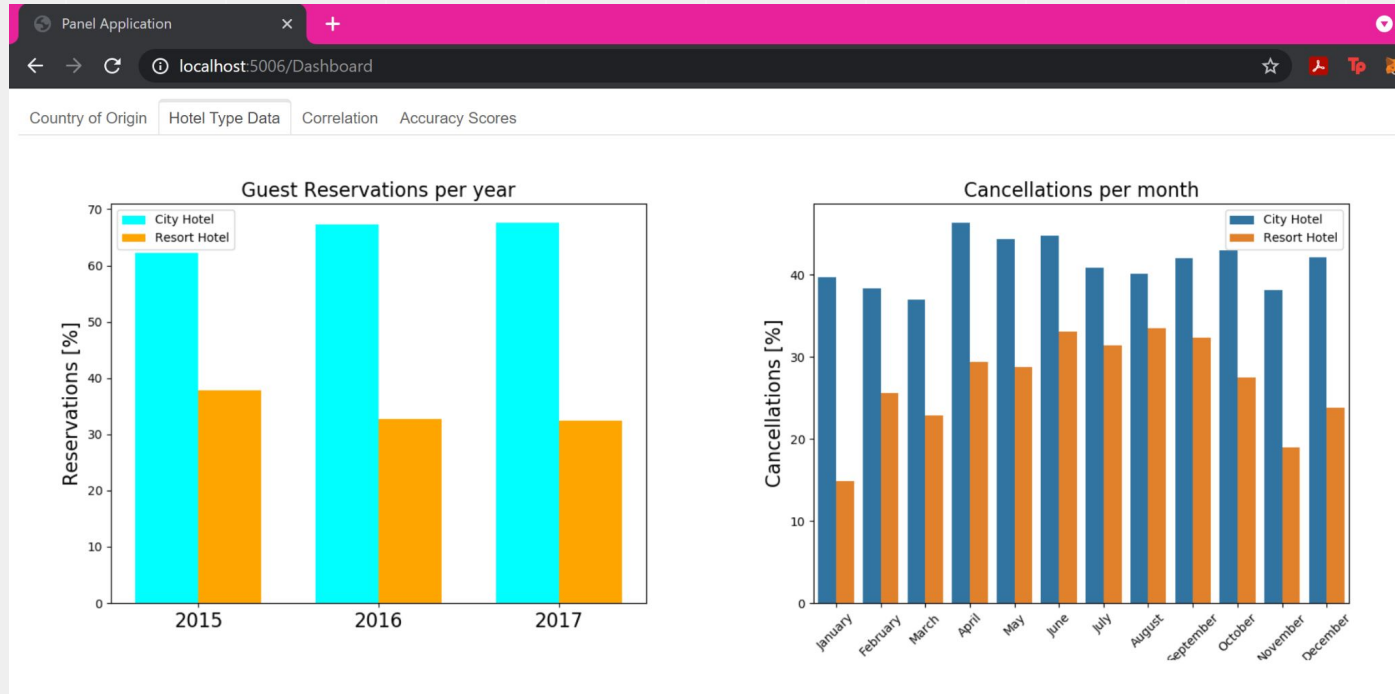 Panel Application
localhost:5006/Dashboard
Country of Origin Hotel Type Data Correlation Accuracy Scores
Guest Reservations per year
City Hotel
Resort Hotel
Reservations [%]
70
60
50
40
30
20
10
0
2015 2016 2017
Cancellations per month
City Hotel
Resort Hotel
Cancellations [%]
40
30
20
10
0
January February March April May June July August September October November December
Tp